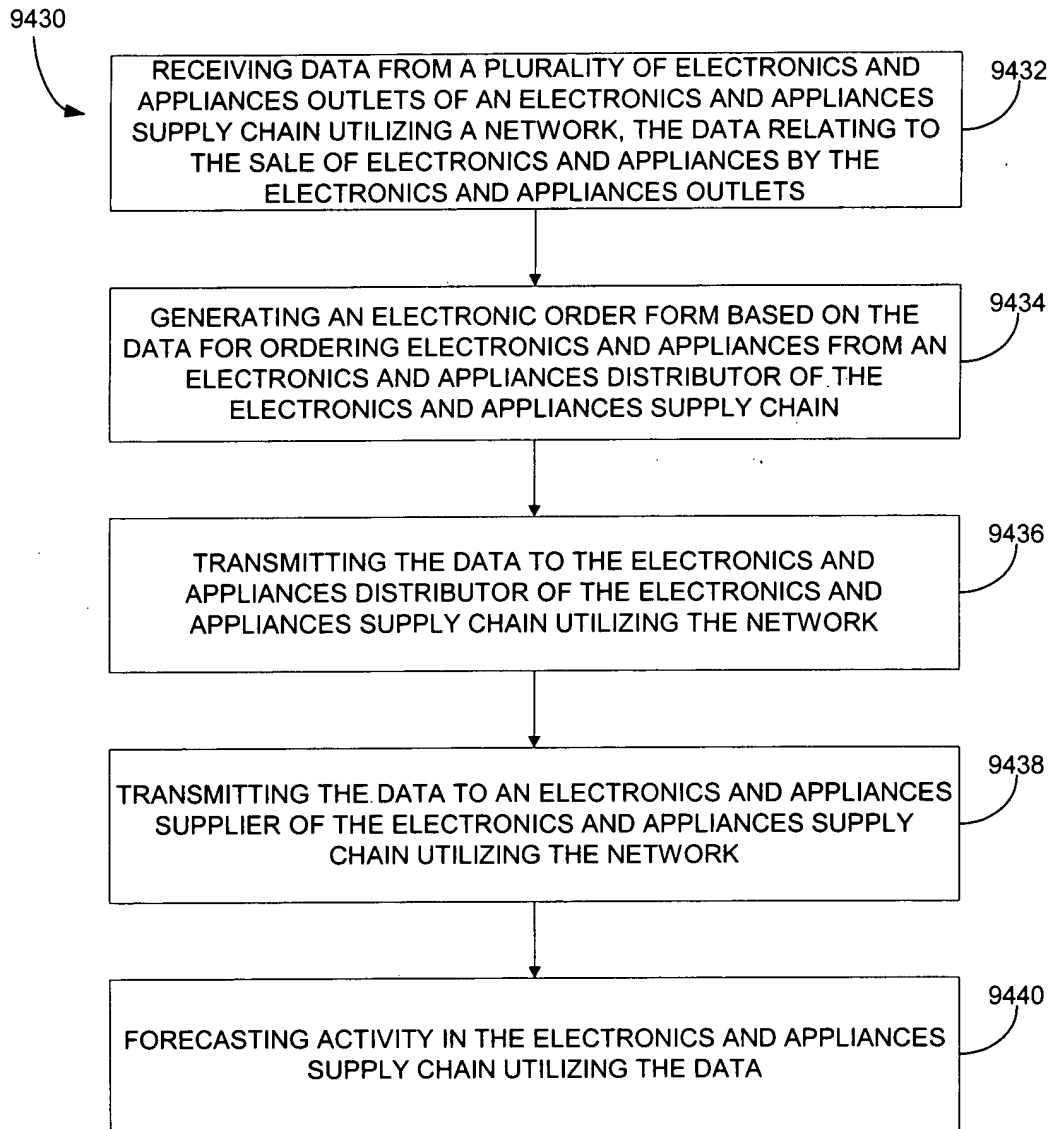 9430
RECEIVING DATA FROM A PLURALITY OF ELECTRONICS AND
APPLIANCES OUTLETS OF AN ELECTRONICS AND APPLIANCES
SUPPLY CHAIN UTILIZING A NETWORK, THE DATA RELATING TO
THE SALE OF ELECTRONICS AND APPLIANCES BY THE
ELECTRONICS AND APPLIANCES OUTLETS
9432
GENERATING AN ELECTRONIC ORDER FORM BASED ON THE
DATA FOR ORDERING ELECTRONICS AND APPLIANCES FROM AN
ELECTRONICS AND APPLIANCES DISTRIBUTOR OF THE
ELECTRONICS AND APPLIANCES SUPPLY CHAIN
9434
TRANSMITTING THE DATA TO THE ELECTRONICS AND
APPLIANCES DISTRIBUTOR OF THE ELECTRONICS AND
APPLIANCES SUPPLY CHAIN UTILIZING THE NETWORK
9436
TRANSMITTING THE DATA TO AN ELECTRONICS AND APPLIANCES
SUPPLIER OF THE ELECTRONICS AND APPLIANCES SUPPLY
CHAIN UTILIZING THE NETWORK
9438
FORECASTING ACTIVITY IN THE ELECTRONICS AND APPLIANCES
SUPPLY CHAIN UTILIZING THE DATA
9440